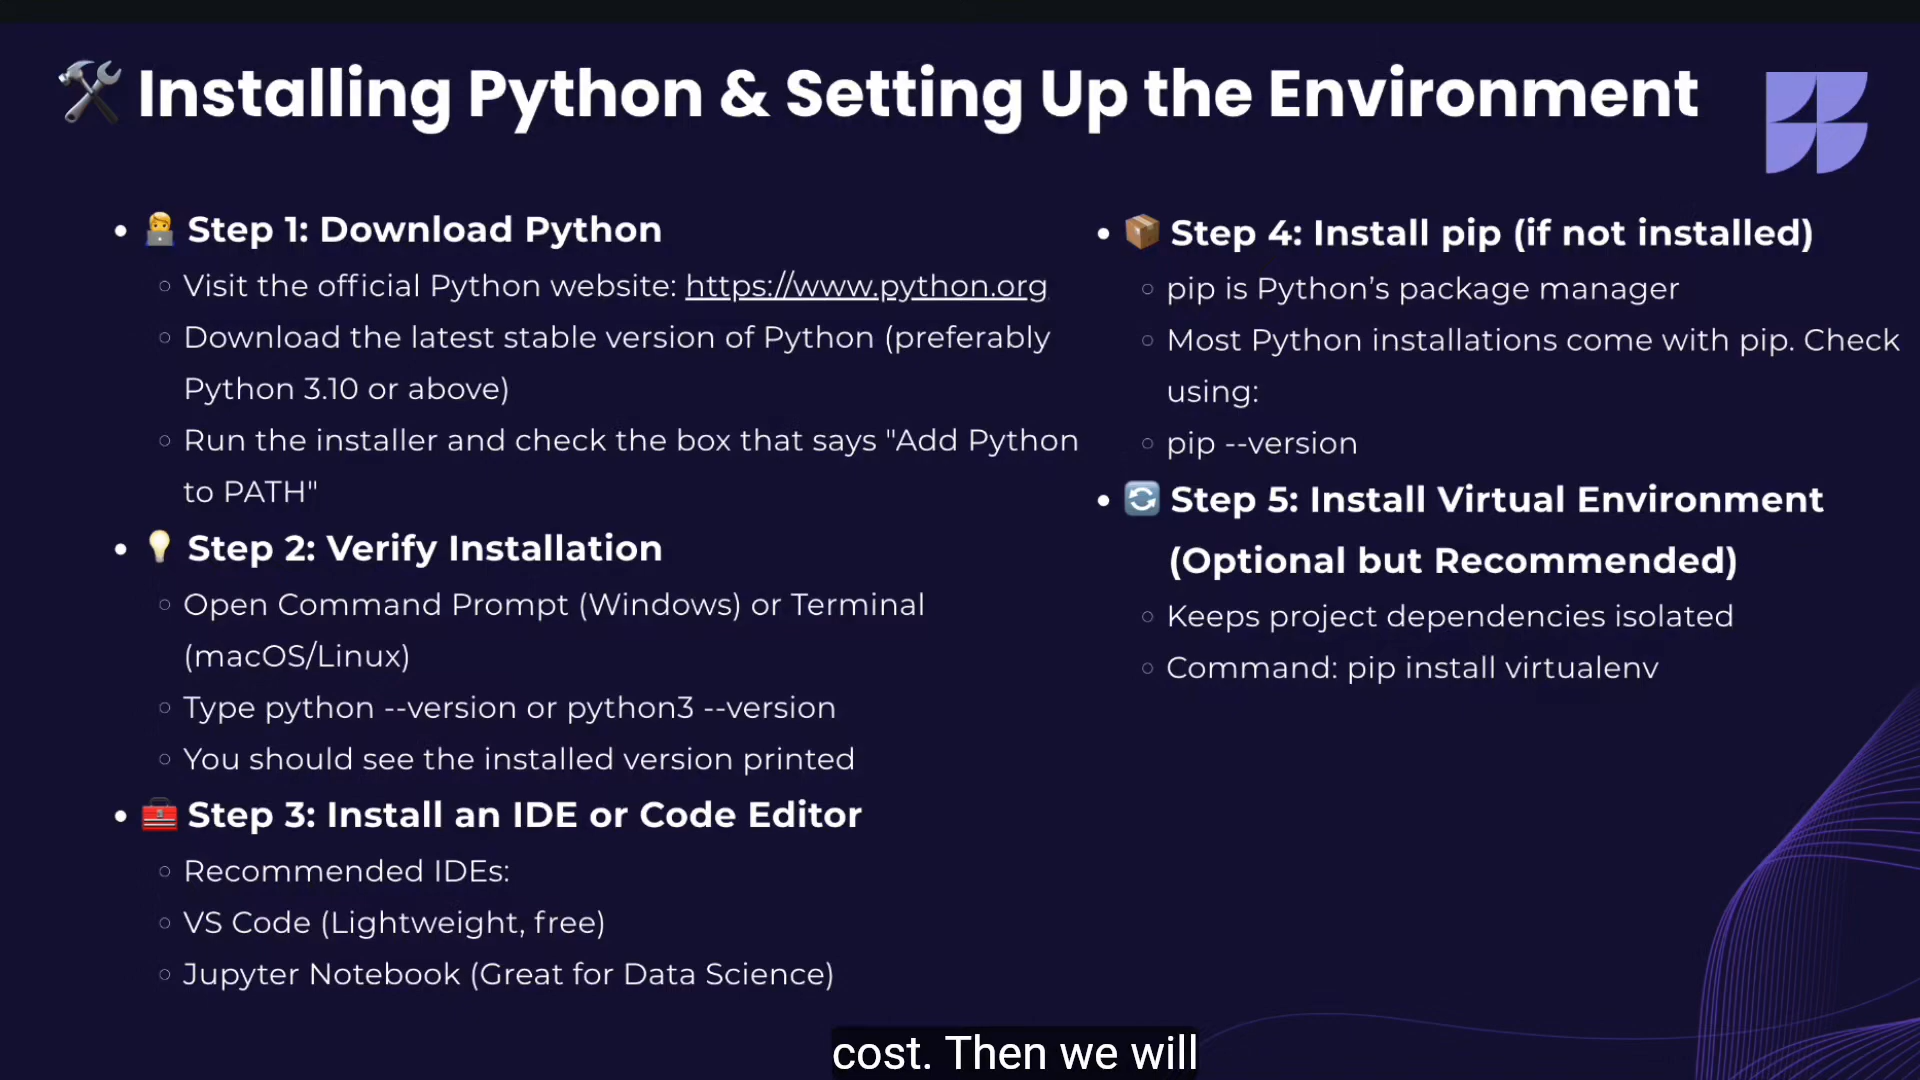 🛠 Installing Python & Setting Up the Environment
• 🧑‍💻 Step 1: Download Python
○ Visit the official Python website: https://www.python.org
○ Download the latest stable version of Python (preferably
Python 3.10 or above)
○ Run the installer and check the box that says "Add Python
to PATH"
• 💡 Step 2: Verify Installation
○ Open Command Prompt (Windows) or Terminal
(macOS/Linux)
○ Type python --version or python3 --version
○ You should see the installed version printed
• 🧰 Step 3: Install an IDE or Code Editor
○ Recommended IDEs:
○ VS Code (Lightweight, free)
○ Jupyter Notebook (Great for Data Science)
• 📦 Step 4: Install pip (if not installed)
○ pip is Python’s package manager
○ Most Python installations come with pip. Check
using:
○ pip --version
• 🔄 Step 5: Install Virtual Environment
(Optional but Recommended)
○ Keeps project dependencies isolated
○ Command: pip install virtualenv
cost. Then we will